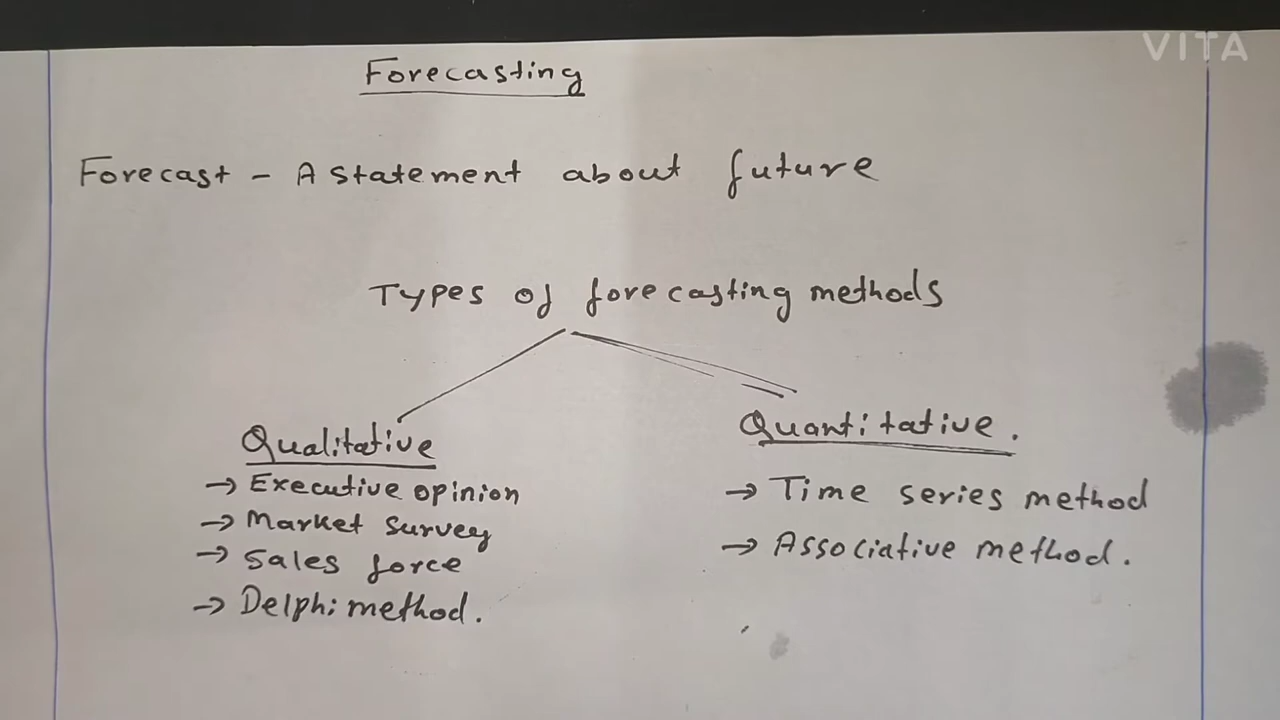 VITA
Forecasting
Forecast - A statement about future
Types of forecasting methods
Qualitative
→ Executive opinion
→ Market survey
→ Sales force
→ Delphi method.
Quantitative.
→ Time series method
→ Associative method.